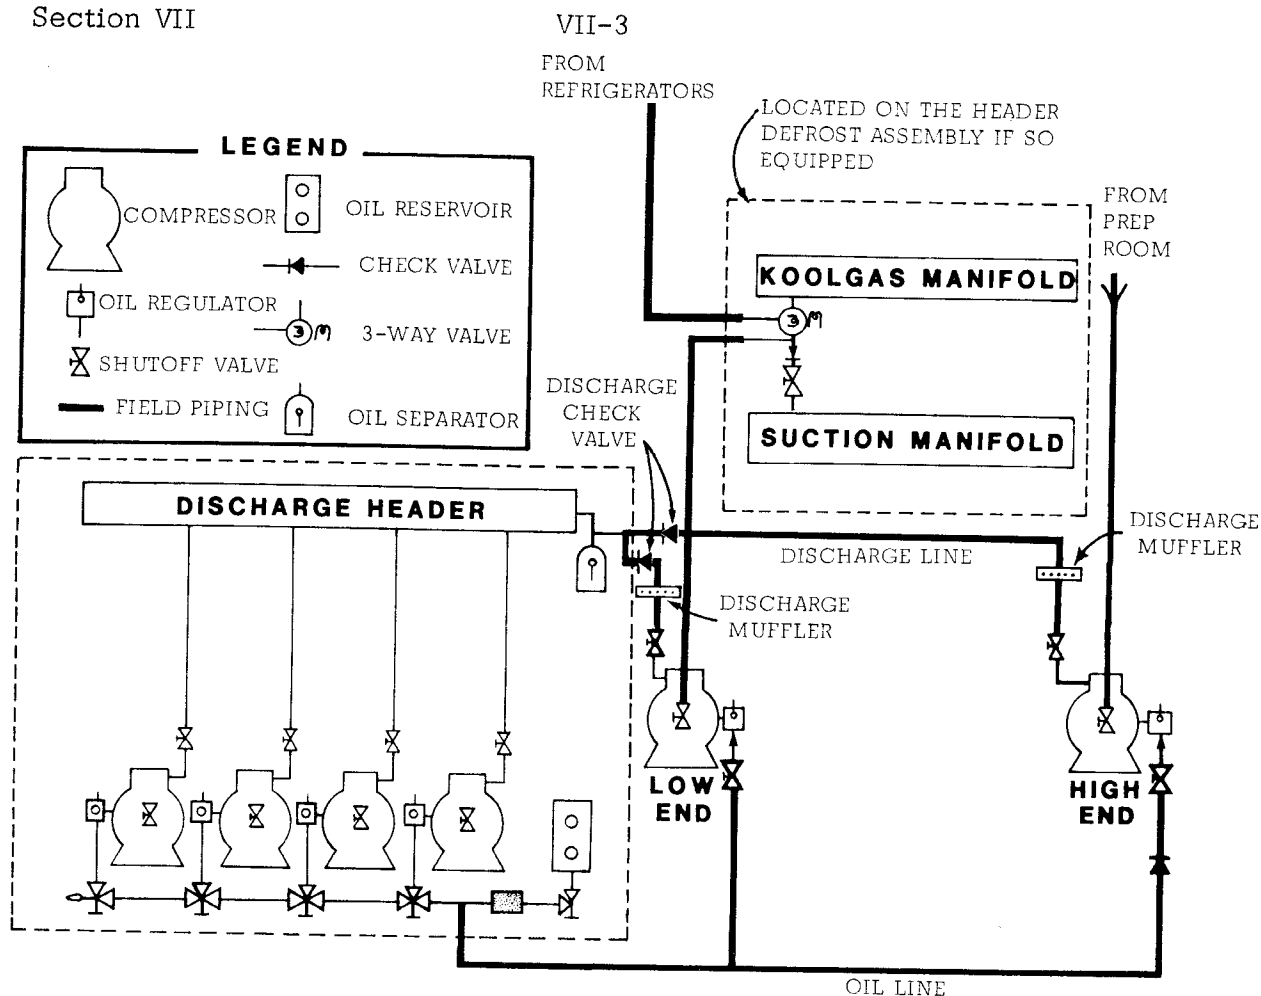 Section VII
VII-3
FROM
REFRIGERATORS
LOCATED ON THE HEADER
DEFROST ASSEMBLY IF SO
EQUIPPED
FROM
PREP
ROOM
LEGEND
COMPRESSOR
OIL RESERVOIR
CHECK VALVE
OIL REGULATOR
3
3-WAY VALVE
SHUTOFF VALVE
FIELD PIPING
OIL SEPARATOR
KOOLGAS MANIFOLD
3
SUCTION MANIFOLD
DISCHARGE
CHECK
VALVE
DISCHARGE HEADER
DISCHARGE LINE
DISCHARGE
MUFFLER
DISCHARGE
MUFFLER
LOW
END
HIGH
END
OIL LINE